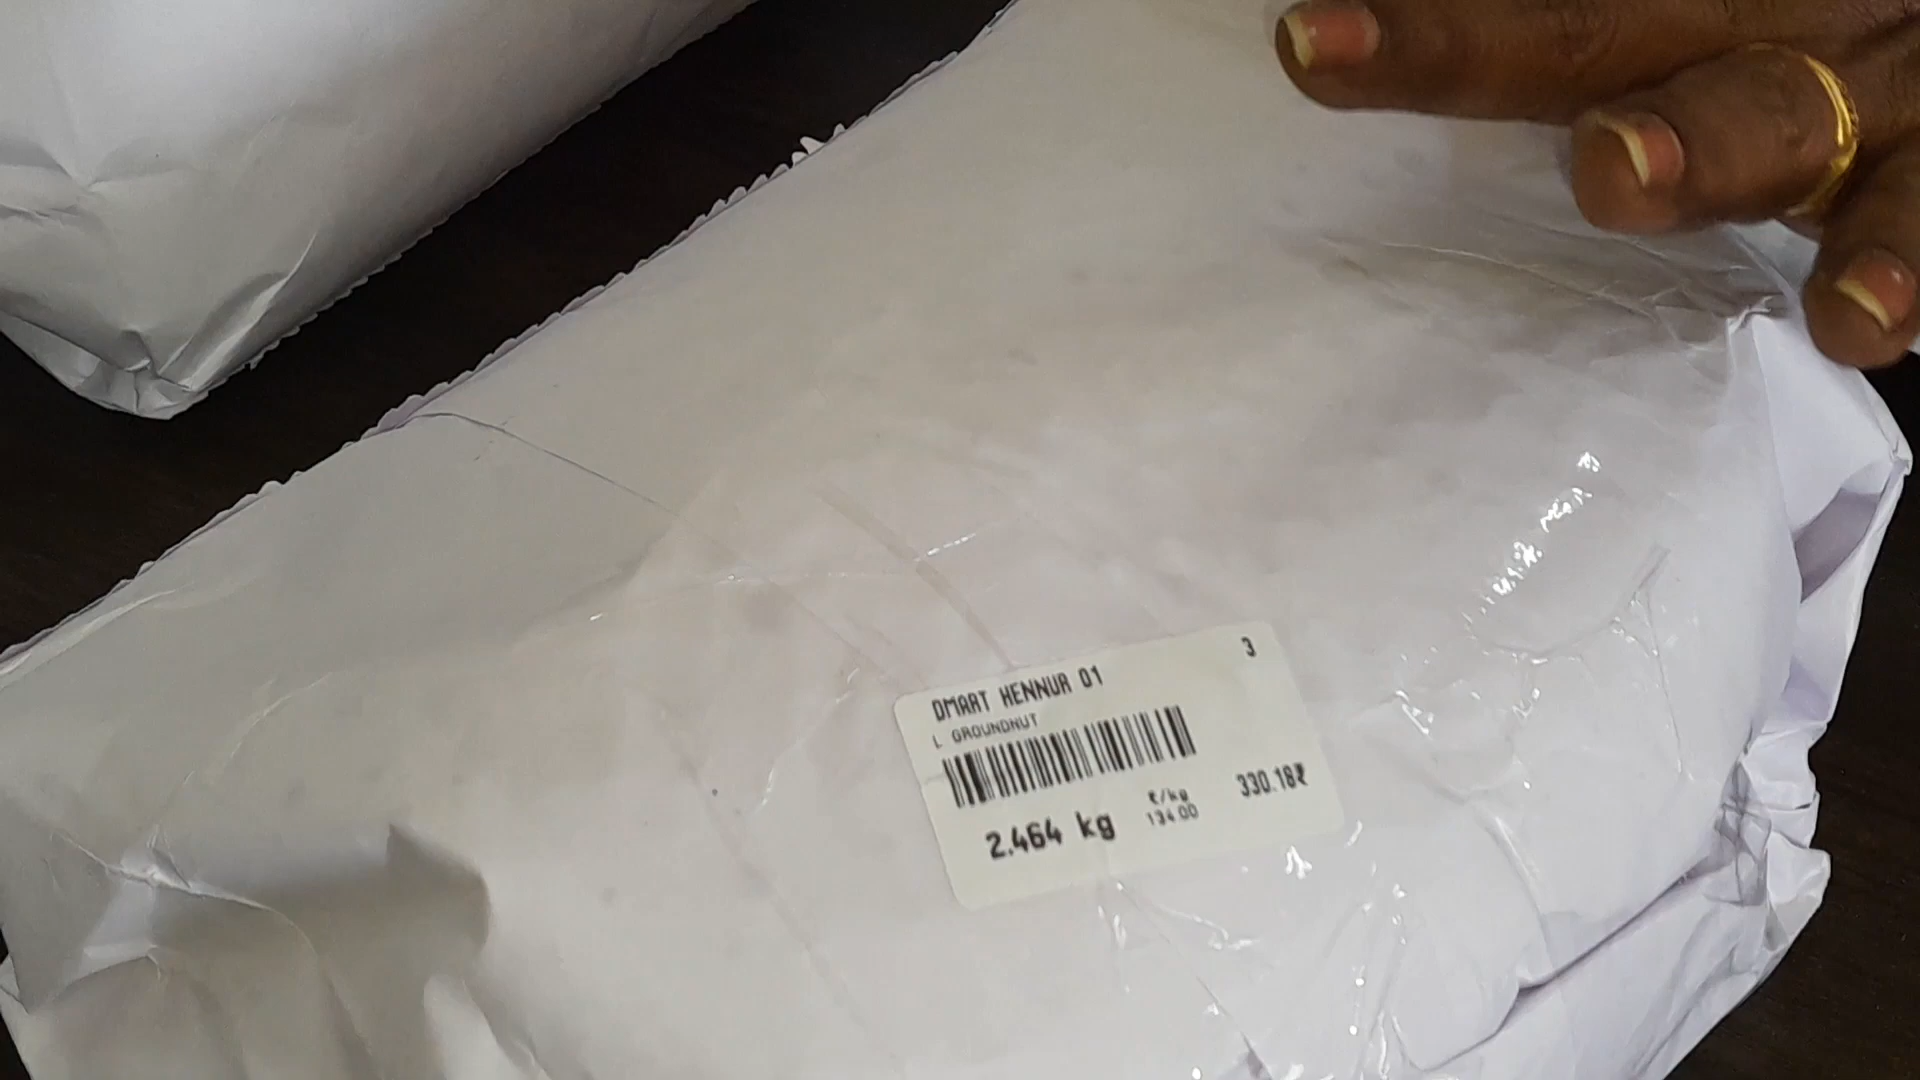 DMART HENNUR 01 3
L GROUNDNUT
₹/kg
2.464 kg 134.00 330.18₹